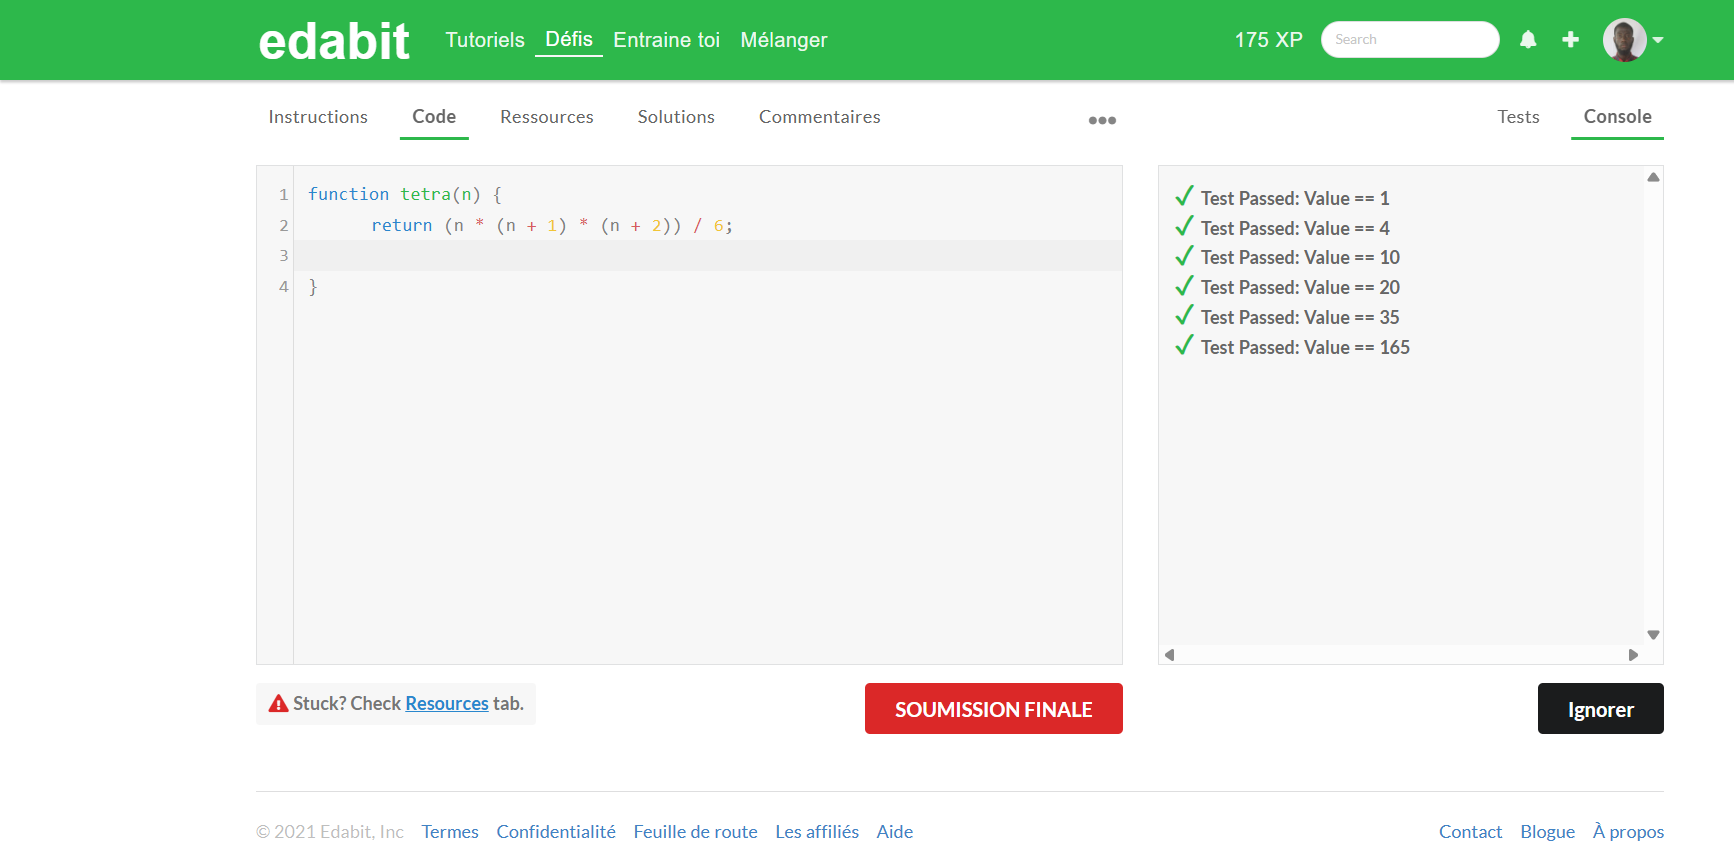 edabit Tutoriels Défis Entraine toi Mélanger 175 XP Search
Instructions Code Ressources Solutions Commentaires Tests Console
1 function tetra(n) {
2 return (n * (n + 1) * (n + 2)) / 6;
3
4 }
Test Passed: Value == 1
Test Passed: Value == 4
Test Passed: Value == 10
Test Passed: Value == 20
Test Passed: Value == 35
Test Passed: Value == 165
Stuck? Check Resources tab.
SOUMISSION FINALE
Ignorer
© 2021 Edabit, Inc Termes Confidentialité Feuille de route Les affiliés Aide Contact Blogue À propos